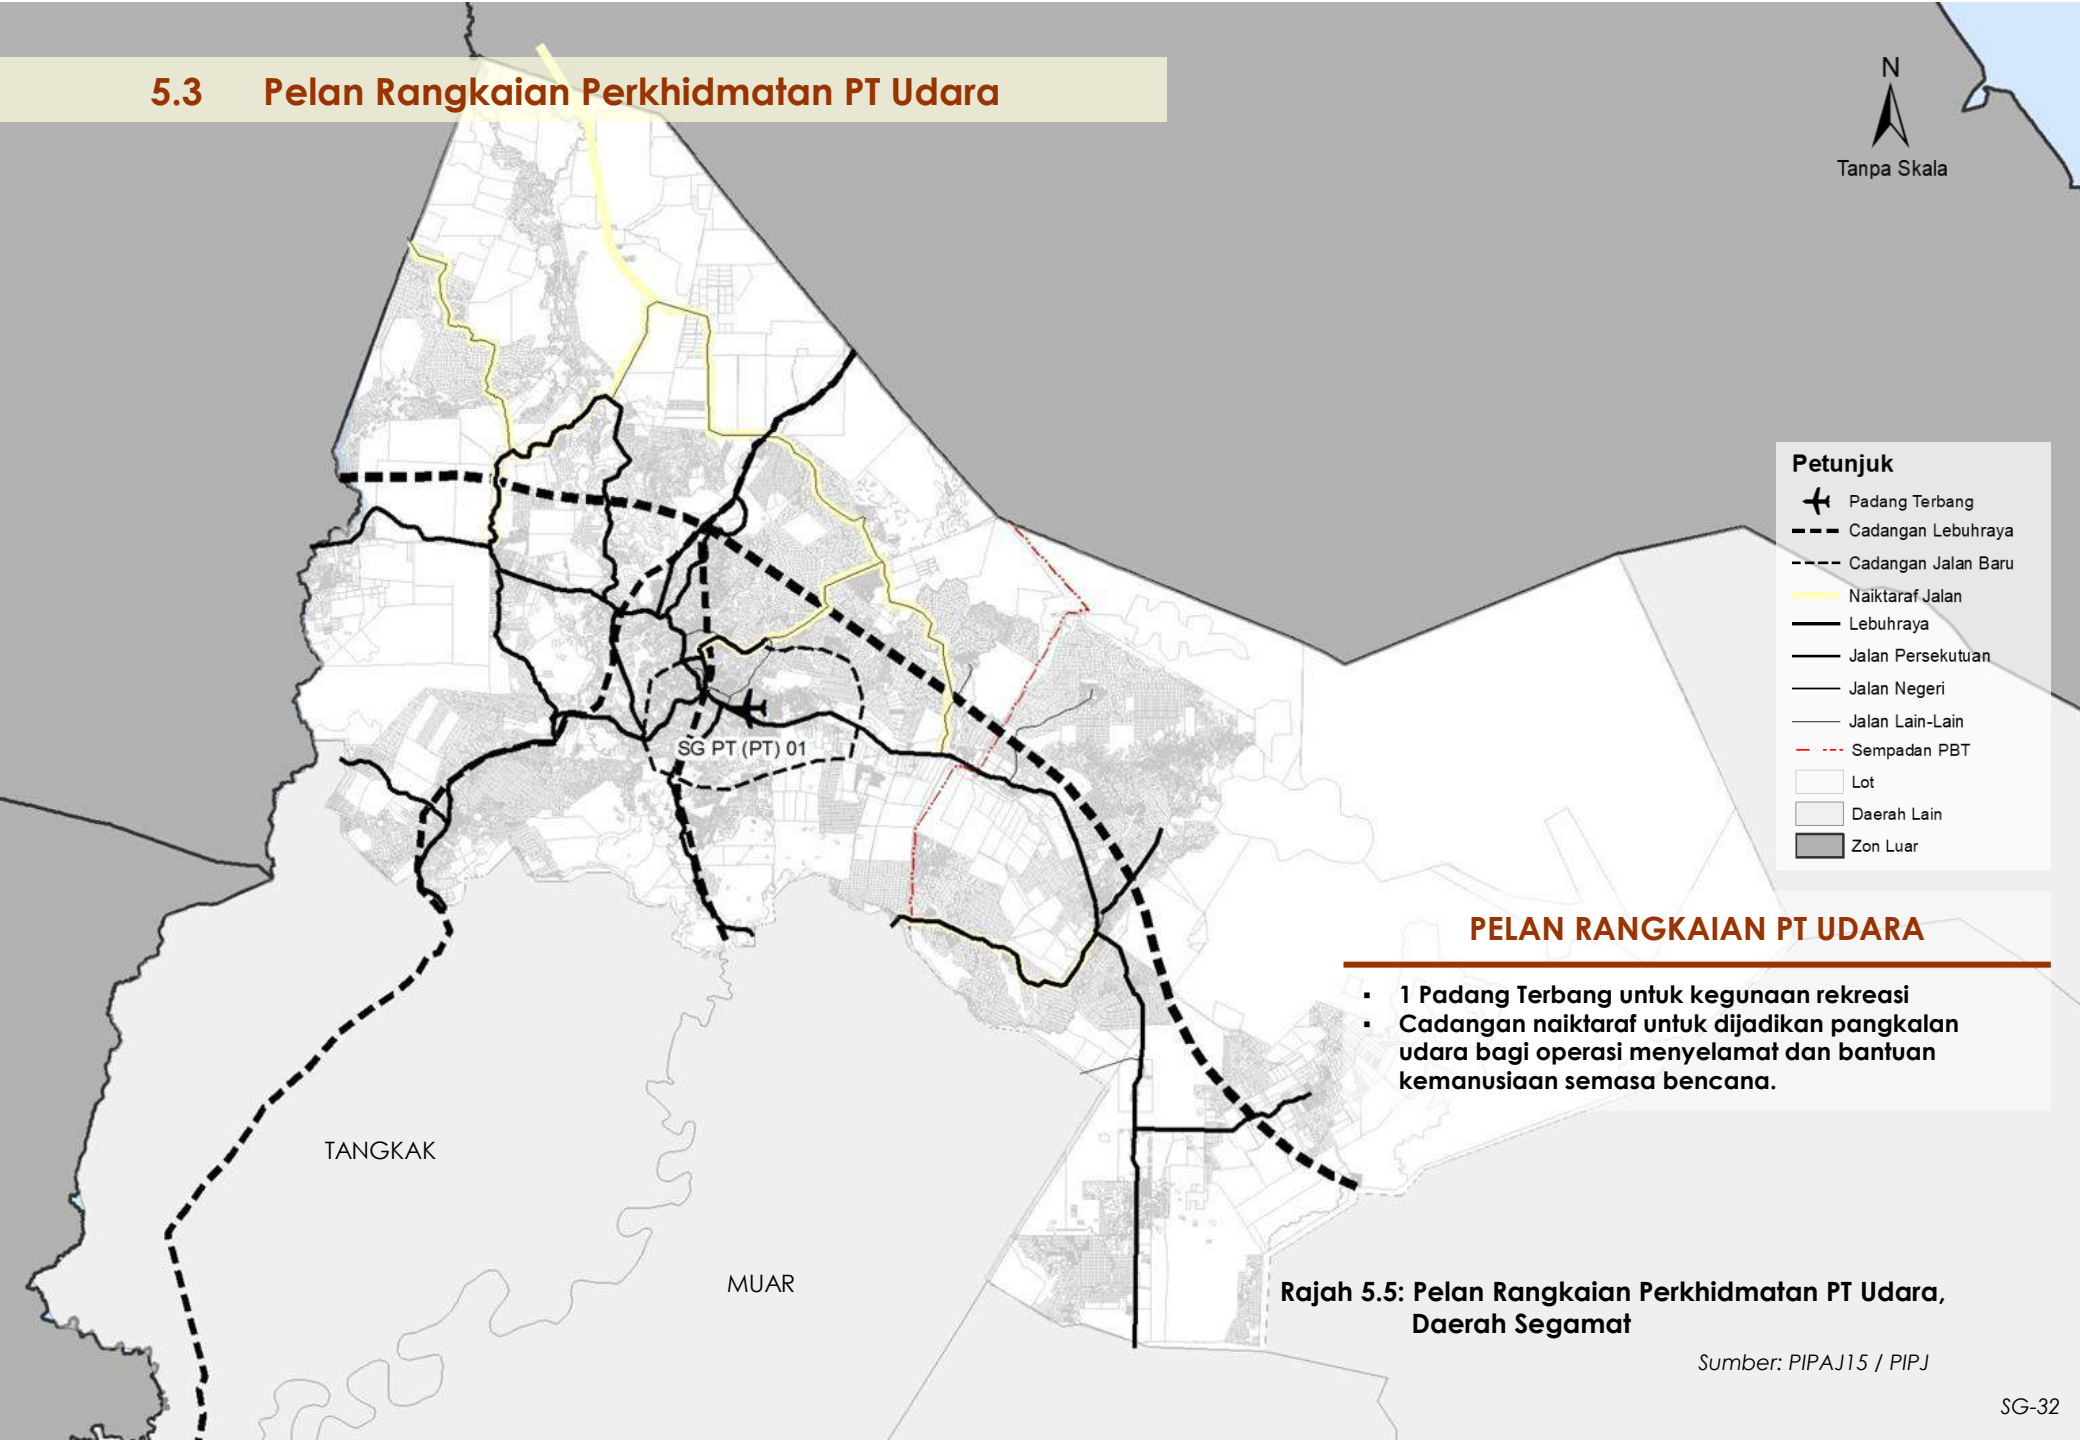 5.3 Pelan Rangkaian Perkhidmatan PT Udara
N
Tanpa Skala
Petunjuk
Padang Terbang
Cadangan Lebuhraya
Cadangan Jalan Baru
Naiktaraf Jalan
Lebuhraya
Jalan Persekutuan
Jalan Negeri
Jalan Lain-Lain
Sempadan PBT
Lot
Daerah Lain
Zon Luar
SG PT (PT) 01
PELAN RANGKAIAN PT UDARA
▪ 1 Padang Terbang untuk kegunaan rekreasi
▪ Cadangan naiktaraf untuk dijadikan pangkalan
udara bagi operasi menyelamat dan bantuan
kemanusiaan semasa bencana.
TANGKAK
MUAR
Rajah 5.5: Pelan Rangkaian Perkhidmatan PT Udara,
Daerah Segamat
Sumber: PIPAJ15 / PIPJ
SG-32